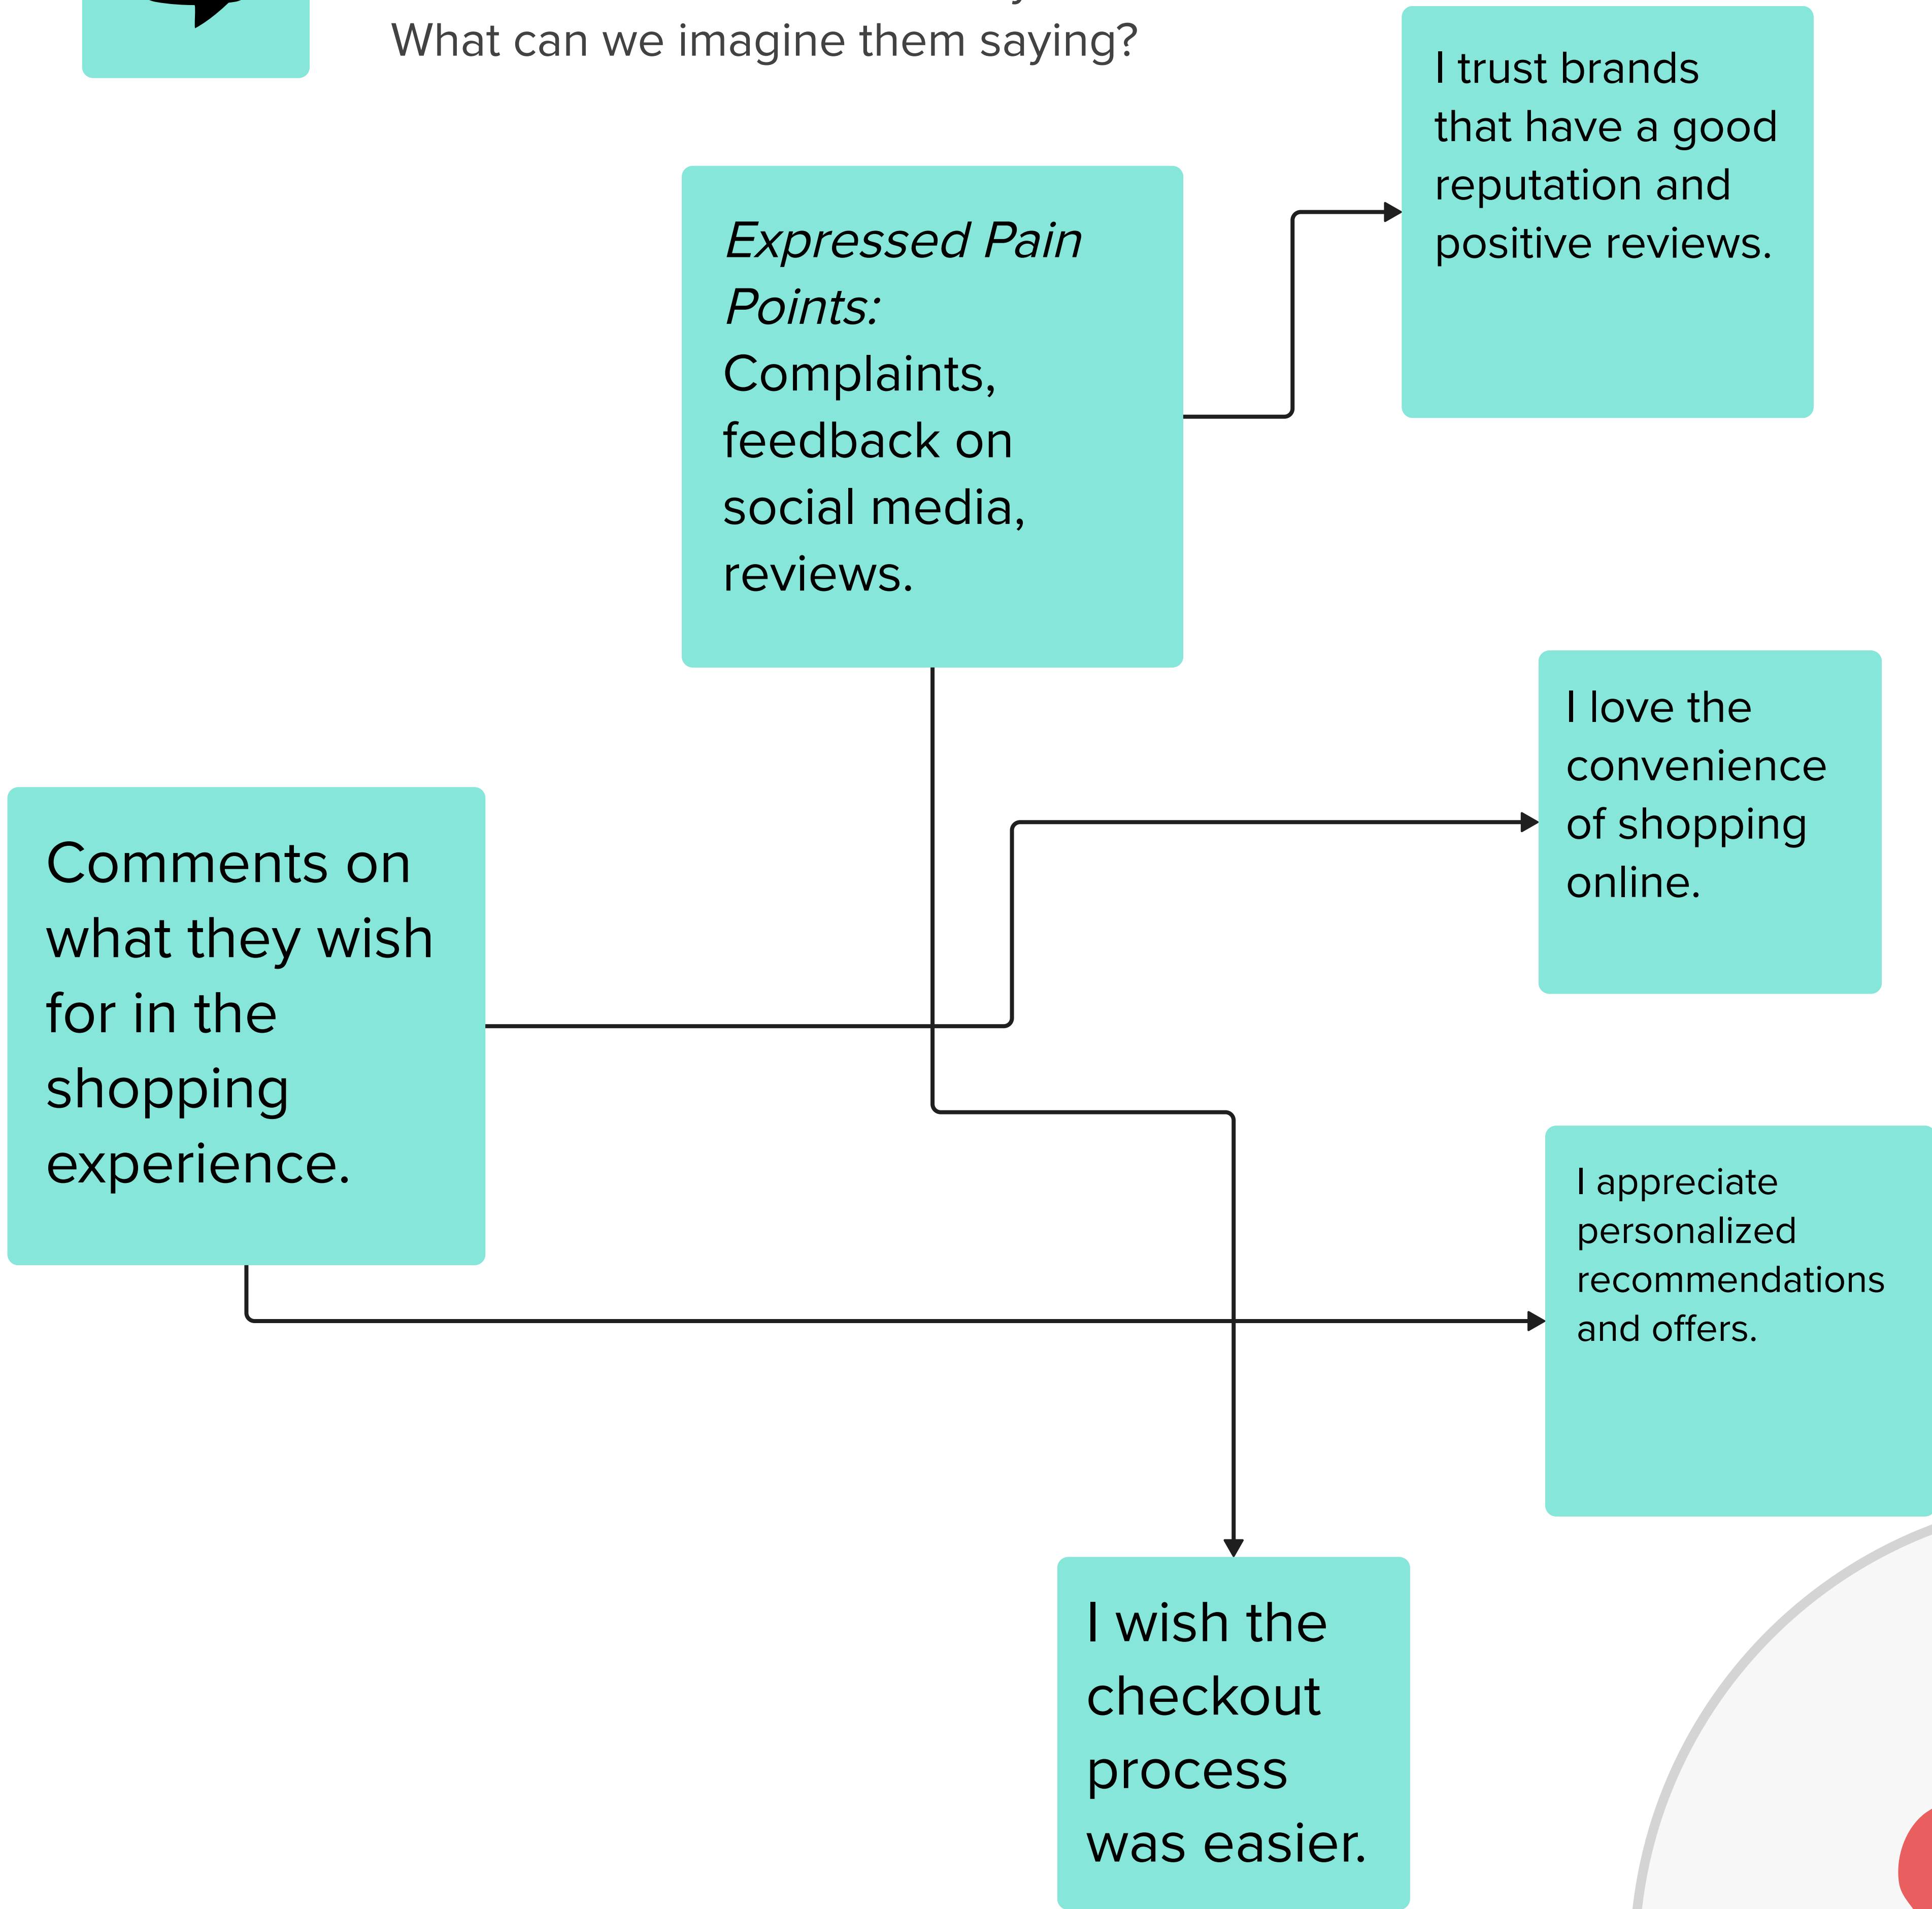 What can we imagine them saying?
I trust brands
that have a good
reputation and
positive reviews.
Expressed Pain
Points:
Complaints,
feedback on
social media,
reviews.
I love the
convenience
of shopping
online.
Comments on
what they wish
for in the
shopping
experience.
I appreciate
personalized
recommendations
and offers.
I wish the
checkout
process
was easier.